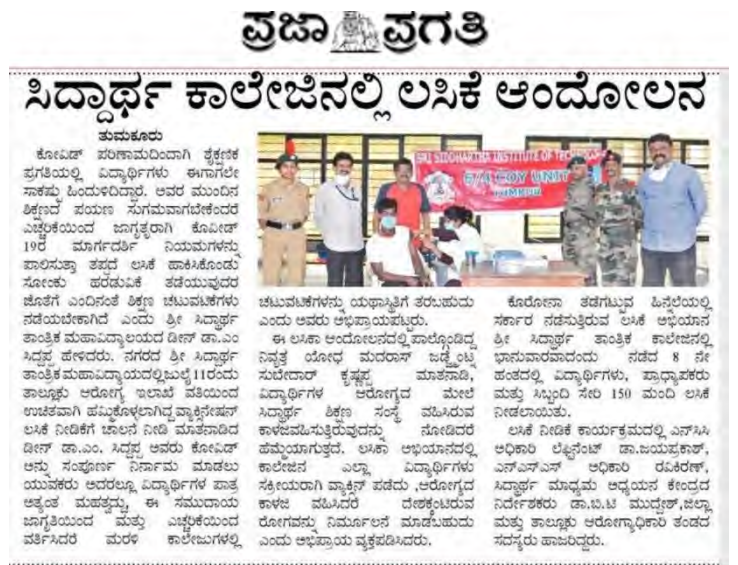 ಪ್ರಜಾ ಪ್ರಗತಿ
ಸಿದ್ದಾರ್ಥ ಕಾಲೇಜಿನಲ್ಲಿ ಲಸಿಕೆ ಆಂದೋಲನ
ತುಮಕೂರು
ಕೋವಿಡ್ ಪರಿಣಾಮದಿಂದಾಗಿ ಶೈಕ್ಷಣಿಕ
ಪ್ರಗತಿಯಲ್ಲಿ ವಿದ್ಯಾರ್ಥಿಗಳು ಈಗಾಗಲೇ
ಸಾಕಷ್ಟು ಹಿಂದುಳಿದಿದ್ದಾರೆ. ಅವರ ಮುಂದಿನ
ಶಿಕ್ಷಣದ ಪಯಣ ಸುಗಮವಾಗಬೇಕೆಂದರೆ
ಎಚ್ಚರಿಕೆಯಿಂದ ಜಾಗೃತರಾಗಿ ಕೊವೀಡ್
19ರ ಮಾರ್ಗದರ್ಶಿ ನಿಯಮಗಳನ್ನು
ಪಾಲಿಸುತ್ತಾ ತಪ್ಪದೆ ಲಸಿಕೆ ಹಾಕಿಸಿಕೊಂಡು
ಸೋಂಕು ಹರಡುವಿಕೆ ತಡೆಯುವುದರ
ಜೊತೆಗೆ ಎಂದಿನಂತೆ ಶಿಕ್ಷಣ ಚಟುವಟಿಕೆಗಳು
ನಡೆಯಬೇಕಾಗಿದೆ ಎಂದು ಶ್ರೀ ಸಿದ್ಧಾರ್ಥ
ತಾಂತ್ರಿಕ ಮಹಾವಿದ್ಯಾಲಯದ ಡೀನ್ ಡಾ.ಎಂ
ಸಿದ್ದಪ್ಪ ಹೇಳಿದರು. ನಗರದ ಶ್ರೀ ಸಿದ್ಧಾರ್ಥ
ತಾಂತ್ರಿಕ ಮಹಾವಿದ್ಯಾಯದಲ್ಲಿ ಜುಲೈ 11ರಂದು
ತಾಲ್ಲೂಕು ಆರೋಗ್ಯ ಇಲಾಖೆ ವತಿಯಿಂದ
ಉಚಿತವಾಗಿ ಹಮ್ಮಿಕೊಳ್ಳಲಾಗಿದ್ದ ವ್ಯಾಕ್ಸಿನೇಷನ್
ಲಸಿಕೆ ನೀಡಿಕೆಗೆ ಚಾಲನೆ ನೀಡಿ ಮಾತನಾಡಿದ
ಡೀನ್ ಡಾ.ಎಂ. ಸಿದ್ದಪ್ಪ ಅವರು ಕೋವಿಡ್
ಅನ್ನು ಸಂಪೂರ್ಣ ನಿರ್ನಾಮ ಮಾಡಲು
ಯುವಕರು ಅದರಲ್ಲೂ ವಿದ್ಯಾರ್ಥಿಗಳ ಪಾತ್ರ
ಅತ್ಯಂತ ಮಹತ್ವದ್ದು, ಈ ಸಮುದಾಯ
ಜಾಗೃತಿಯಿಂದ ಮತ್ತು ಎಚ್ಚರಿಕೆಯಿಂದ
ವರ್ತಿಸಿದರೆ ಮರಳಿ ಕಾಲೇಜುಗಳಲ್ಲಿ
SRI SIDDHARTHA INSTITUTE OF TECHNOLOGY
6/4 COY UNIT
TUMKUR
ಚಟುವಟಿಕೆಗಳನ್ನು ಯಥಾಸ್ಥಿತಿಗೆ ತರಬಹುದು
ಎಂದು ಅವರು ಅಭಿಪ್ರಾಯಪಟ್ಟರು.
ಈ ಲಸಿಕಾ ಆಂದೋಲನದಲ್ಲಿ ಪಾಲ್ಗೊಂಡಿದ್ದ
ನಿವೃತ್ತ ಯೋಧ ಮದರಾಸ್
ಸುಬೇದಾರ್ ಕೃಷ್ಣಪ್ಪ ಮಾತನಾಡಿ,
ವಿದ್ಯಾರ್ಥಿಗಳ ಆರೋಗ್ಯದ ಮೇಲೆ
ಸಿದ್ಧಾರ್ಥ ಶಿಕ್ಷಣ ಸಂಸ್ಥೆ ವಹಿಸಿರುವ
ಕಾಳಜವಹಿಸುತ್ತಿರುವುದನ್ನು ನೋಡಿದರೆ
ಹೆಮ್ಮೆಯಾಗುತ್ತದೆ. ಲಸಿಕಾ ಅಭಿಯಾನದಲ್ಲಿ
ಕಾಲೇಜಿನ ಎಲ್ಲಾ ವಿದ್ಯಾರ್ಥಿಗಳು
ಸಕ್ರೀಯರಾಗಿ ವ್ಯಾಕ್ಸಿನ್ ಪಡೆದು ,ಆರೋಗ್ಯದ
ಕಾಳಜಿ ವಹಿಸಿದರೆ ದೇಶಕ್ಕಂಟಿರುವ
ರೋಗವನ್ನು ನಿರ್ಮೂಲನೆ ಮಾಡಬಹುದು
ಎಂದು ಅಭಿಪ್ರಾಯ ವ್ಯಕ್ತಪಡಿಸಿದರು.
ಕೊರೋನಾ ತಡೆಗಟ್ಟುವ ಹಿನ್ನೆಲೆಯಲ್ಲಿ
ಸರ್ಕಾರ ನಡೆಸುತ್ತಿರುವ ಲಸಿಕೆ ಅಭಿಯಾನ
ಶ್ರೀ ಸಿದ್ಧಾರ್ಥ ತಾಂತ್ರಿಕ ಕಾಲೇಜಿನಲ್ಲಿ
ಭಾನುವಾರವಾದಂದು ನಡೆದ 8 ನೇ
ಹಂತದಲ್ಲಿ ವಿದ್ಯಾರ್ಥಿಗಳು, ಪ್ರಾಧ್ಯಾಪಕರು
ಮತ್ತು ಸಿಬ್ಬಂದಿ ಸೇರಿ 150 ಮಂದಿ ಲಸಿಕೆ
ನೀಡಲಾಯಿತು.
ಲಸಿಕೆ ನೀಡಿಕೆ ಕಾರ್ಯಕ್ರಮದಲ್ಲಿ ಎನ್‌ಸಿಸಿ
ಅಧಿಕಾರಿ ಲೆಫ್ಟಿನೆಂಟ್ ಡಾ.ಜಯಪ್ರಕಾಶ್,
ಎನ್‌ಎಸ್‌ಎಸ್ ಅಧಿಕಾರಿ ರವಿಕಿರಣ್,
ಸಿದ್ಧಾರ್ಥ ಮಾಧ್ಯಮ ಅಧ್ಯಯನ ಕೇಂದ್ರದ
ನಿರ್ದೇಶಕರು ಡಾ.ಬಿ.ಟಿ ಮುದ್ದೇಶ್,ಜಿಲ್ಲಾ
ಮತ್ತು ತಾಲ್ಲೂಕು ಆರೋಗ್ಯಾಧಿಕಾರಿ ತಂಡದ
ಸದಸ್ಯರು ಹಾಜರಿದ್ದರು.